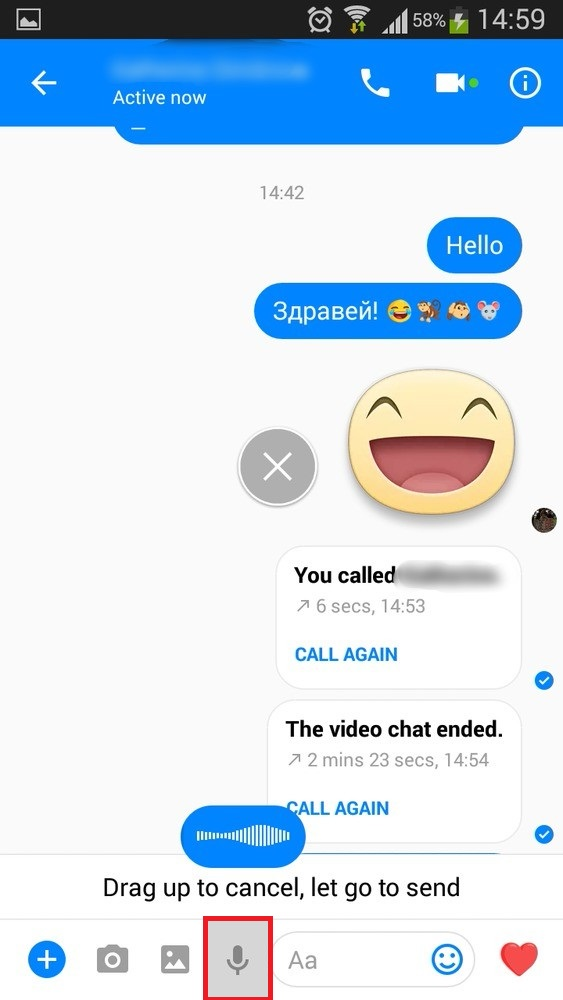 58% 14:59
Active now
14:42
Hello
Здравей! 😂🐒🙉🐭
You called
6 secs, 14:53
CALL AGAIN
The video chat ended.
2 mins 23 secs, 14:54
CALL AGAIN
Drag up to cancel, let go to send
Aa